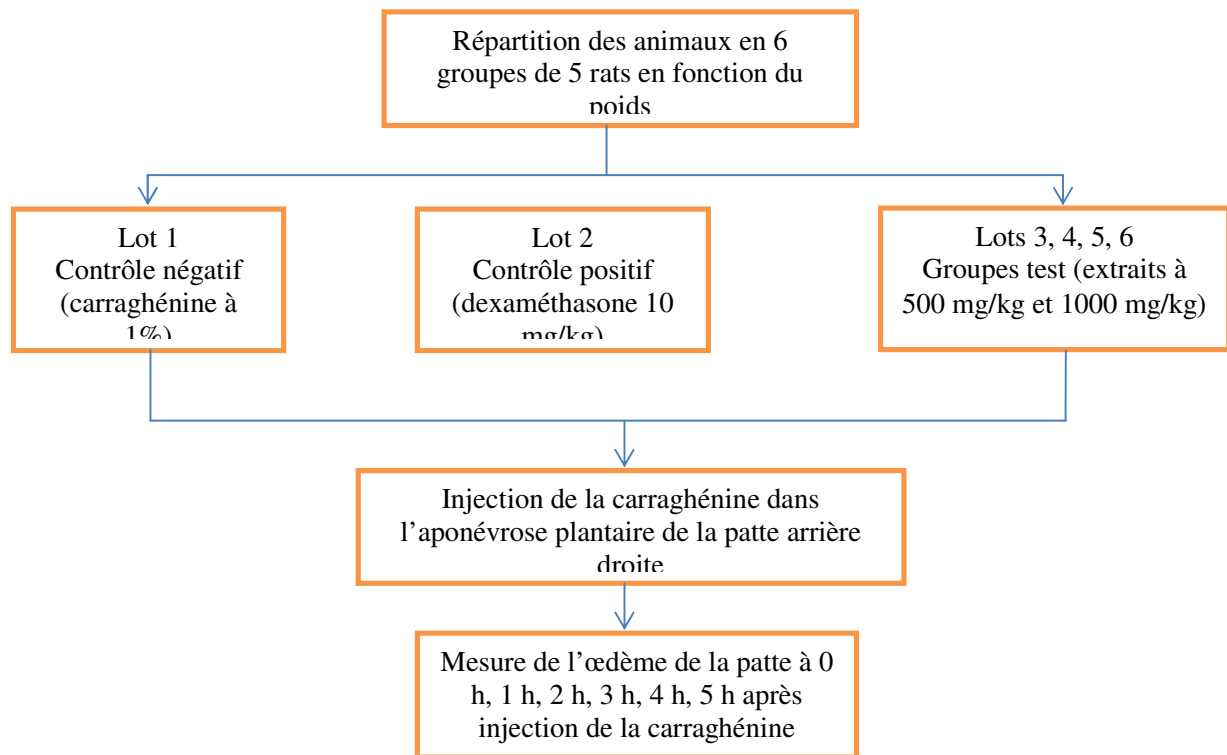 Répartition des animaux en 6
groupes de 5 rats en fonction du
poids
Lot 1
Contrôle négatif
(carraghénine à
1%)
Lot 2
Contrôle positif
(dexaméthasone 10
mg/kg)
Lots 3, 4, 5, 6
Groupes test (extraits à
500 mg/kg et 1000 mg/kg)
Injection de la carraghénine dans
l’aponévrose plantaire de la patte arrière
droite
Mesure de l’œdème de la patte à 0
h, 1 h, 2 h, 3 h, 4 h, 5 h après
injection de la carraghénine